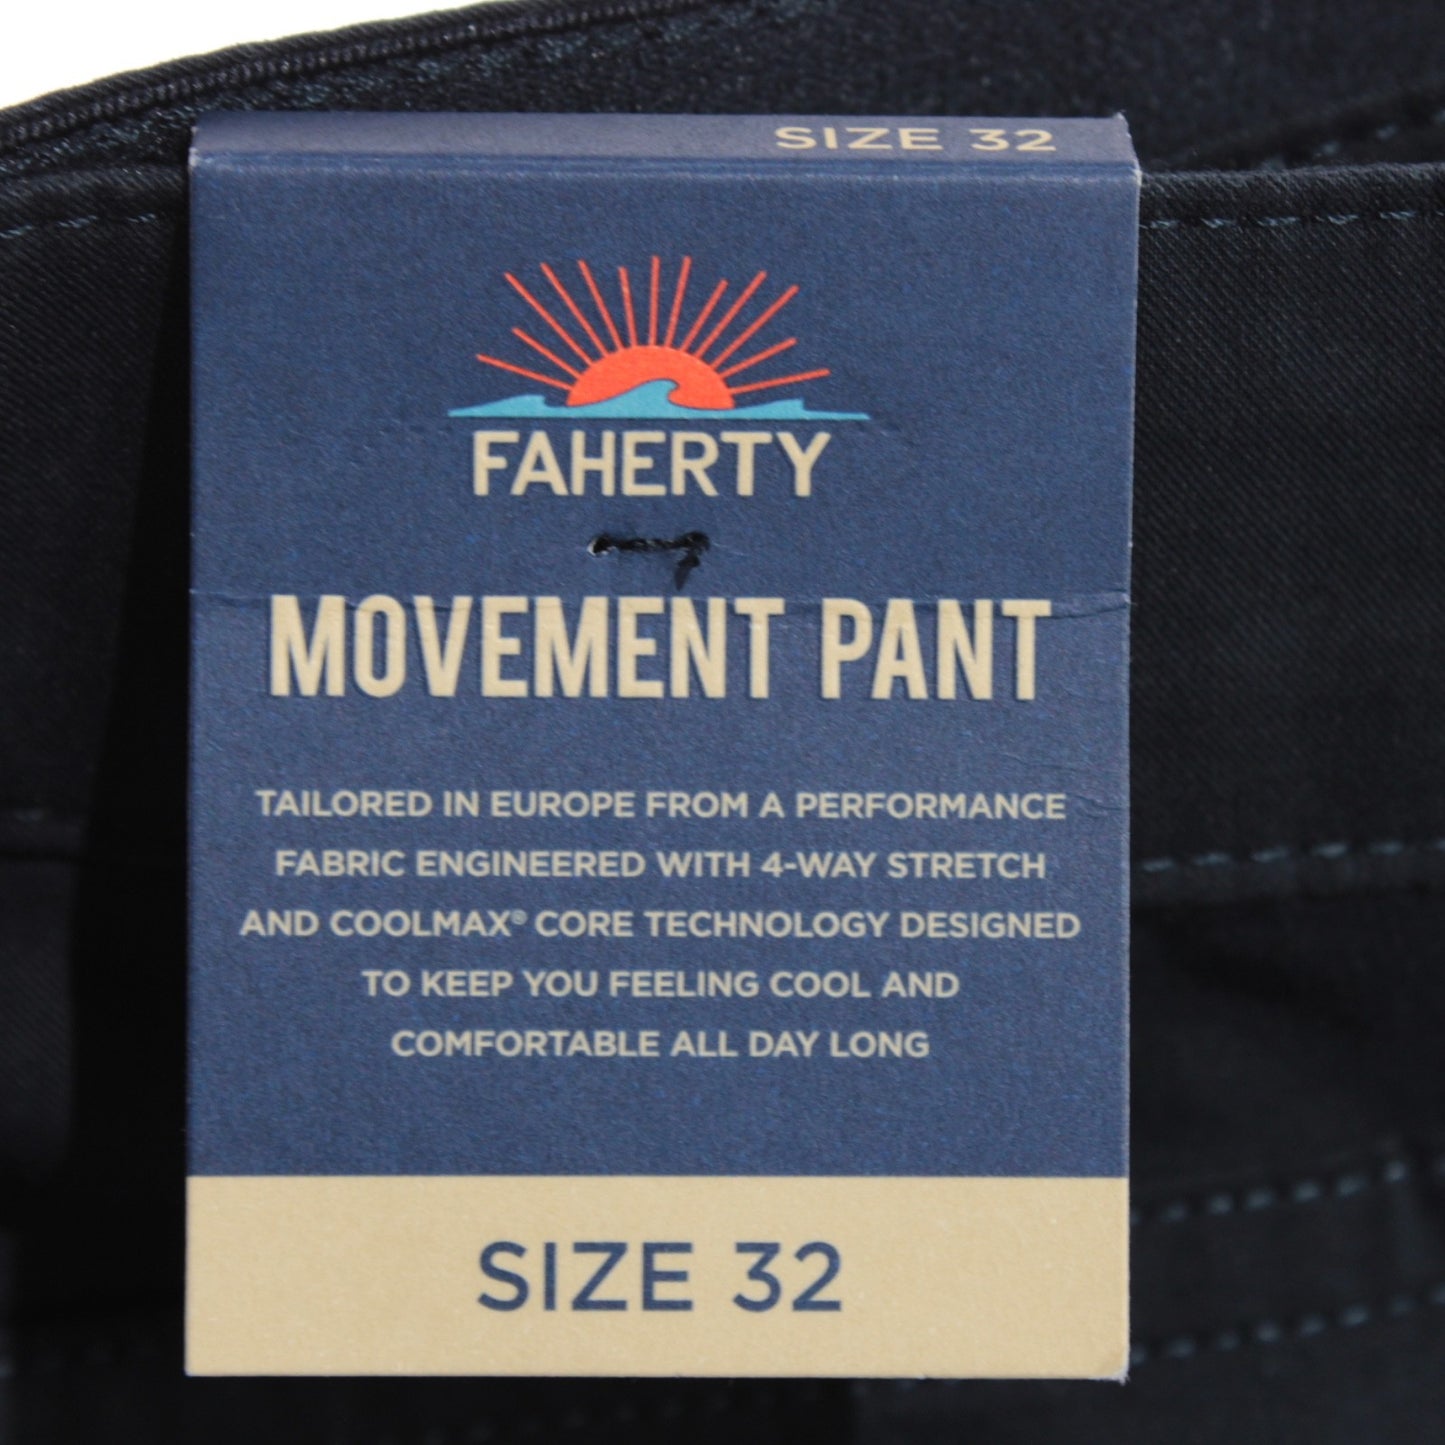 SIZE 32
FAHERTY
MOVEMENT PANT
TAILORED IN EUROPE FROM A PERFORMANCE
FABRIC ENGINEERED WITH 4-WAY STRETCH
AND COOLMAX® CORE TECHNOLOGY DESIGNED
TO KEEP YOU FEELING COOL AND
COMFORTABLE ALL DAY LONG
SIZE 32